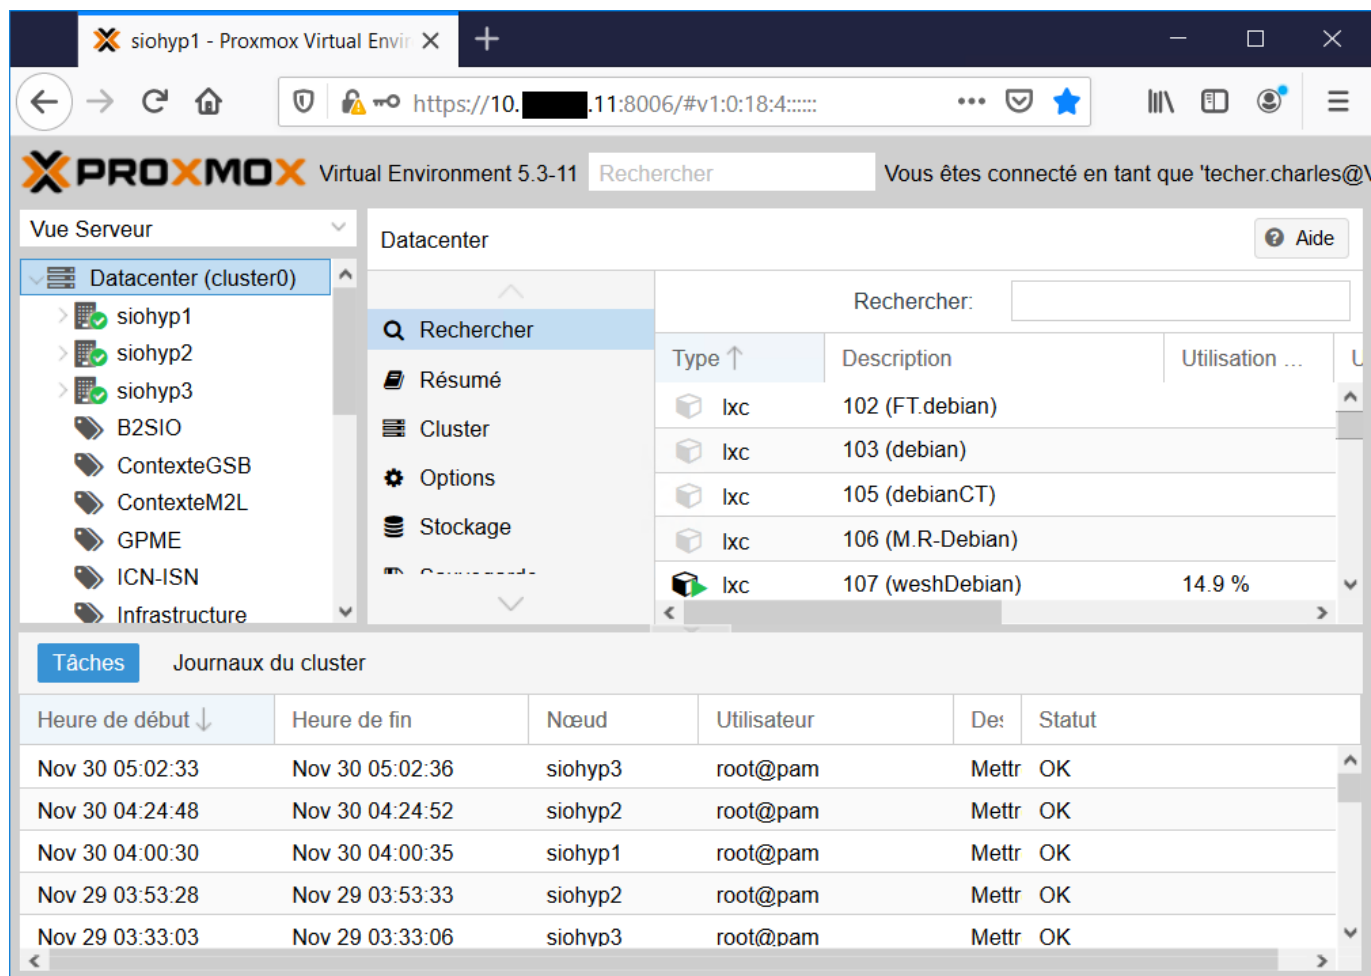 siohyp1 - Proxmox Virtual Envir
https://10. .11:8006/#v1:0:18:4::::::
PROXMOX Virtual Environment 5.3-11 Rechercher Vous êtes connecté en tant que 'techer.charles@V
Vue Serveur
Datacenter (cluster0)
siohyp1
siohyp2
siohyp3
B2SIO
ContexteGSB
ContexteM2L
GPME
ICN-ISN
Infrastructure
Datacenter
Aide
Rechercher
Résumé
Cluster
Options
Stockage
Sauvegarde
Rechercher:
Type Description Utilisation ... U
lxc 102 (FT.debian)
lxc 103 (debian)
lxc 105 (debianCT)
lxc 106 (M.R-Debian)
lxc 107 (weshDebian) 14.9 %
Tâches Journaux du cluster
Heure de début Heure de fin Nœud Utilisateur Des Statut
Nov 30 05:02:33 Nov 30 05:02:36 siohyp3 root@pam Mettr OK
Nov 30 04:24:48 Nov 30 04:24:52 siohyp2 root@pam Mettr OK
Nov 30 04:00:30 Nov 30 04:00:35 siohyp1 root@pam Mettr OK
Nov 29 03:53:28 Nov 29 03:53:33 siohyp2 root@pam Mettr OK
Nov 29 03:33:03 Nov 29 03:33:06 siohyp3 root@pam Mettr OK